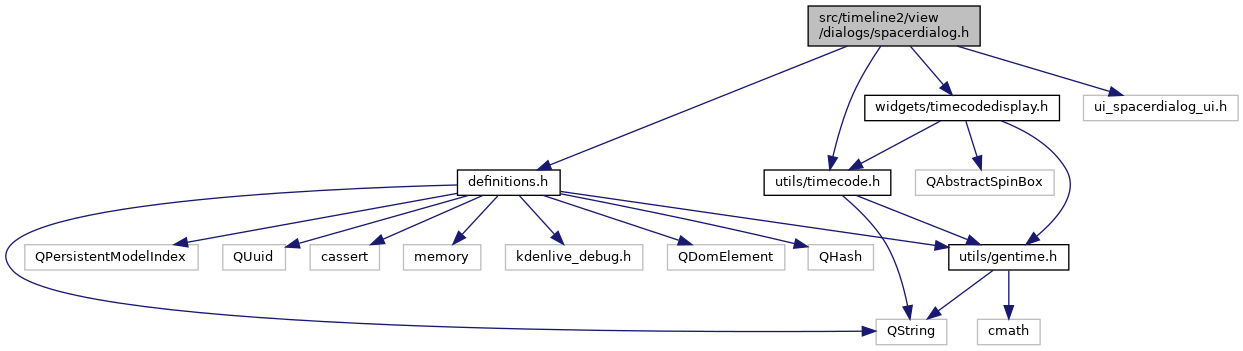 src/timeline2/view
/dialogs/spacerdialog.h
widgets/timecodedisplay.h
ui_spacerdialog_ui.h
definitions.h
utils/timecode.h
QAbstractSpinBox
QPersistentModelIndex
QUuid
cassert
memory
kdenlive_debug.h
QDomElement
QHash
utils/gentime.h
QString
cmath